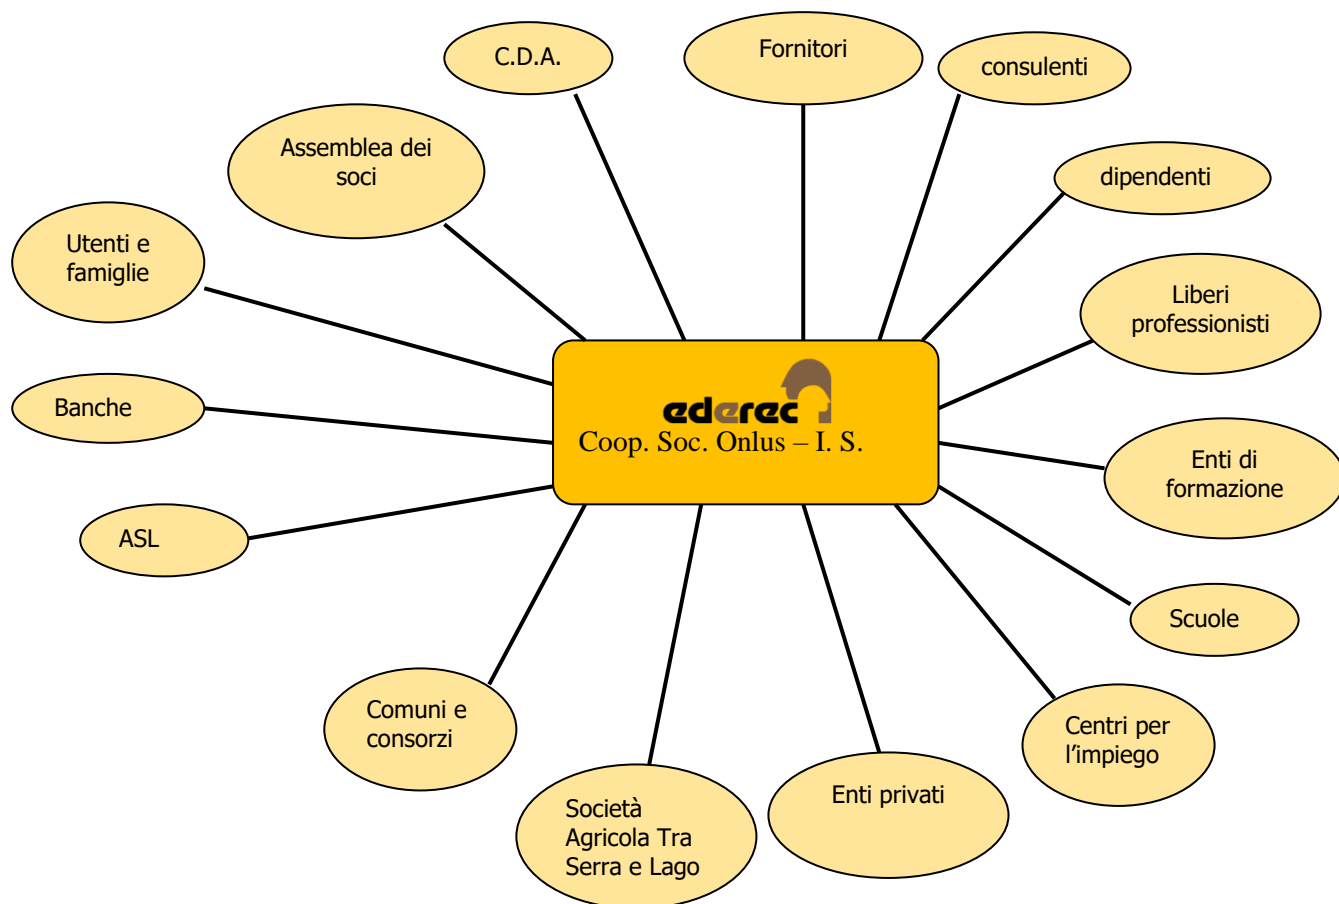 C.D.A.
Fornitori
consulenti
Assemblea dei
soci
dipendenti
Utenti e
famiglie
Liberi
professionisti
Banche
ederec
Coop. Soc. Onlus – I. S.
Enti di
formazione
ASL
Scuole
Comuni e
consorzi
Centri per
l’impiego
Enti privati
Società
Agricola Tra
Serra e Lago